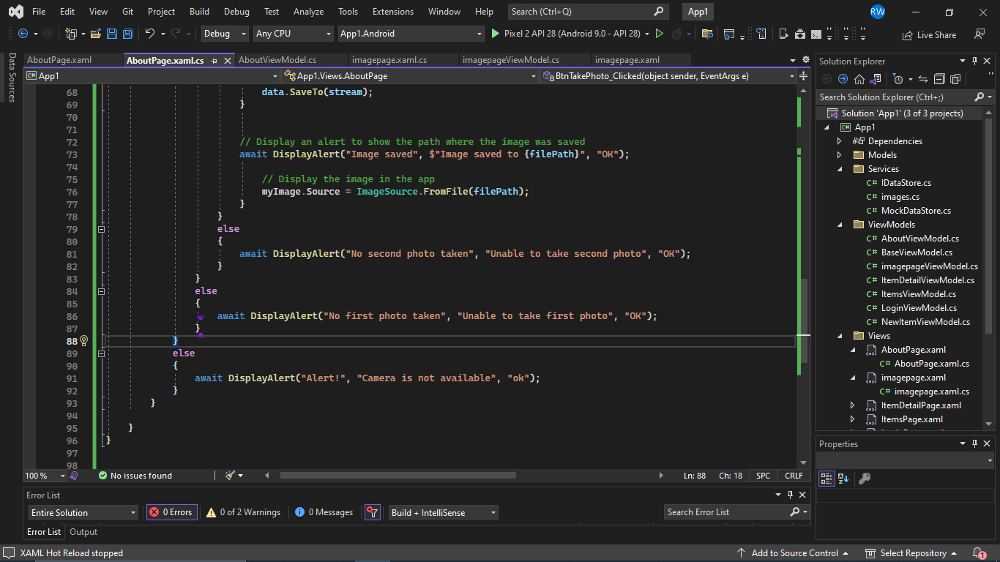 File Edit View Git Project Build Debug Test Analyze Tools Extensions Window Help Search (Ctrl+Q) App1 RW
Debug Any CPU App1.Android Pixel 2 API 28 (Android 9.0 - API 28) Live Share
Data Sources
AboutPage.xaml AboutPage.xaml.cs AboutViewModel.cs imagepage.xaml.cs imagepageViewModel.cs imagepage.xaml
C# App1 App1.Views.AboutPage BtnTakePhoto_Clicked(object sender, EventArgs e)
68 data.SaveTo(stream);
69 }
70
71
72 // Display an alert to show the path where the image was saved
73 await DisplayAlert("Image saved", $"Image saved to {filePath}", "OK");
74
75 // Display the image in the app
76 myImage.Source = ImageSource.FromFile(filePath);
77 }
78 }
79 else
80 {
81 await DisplayAlert("No second photo taken", "Unable to take second photo", "OK");
82 }
83 }
84 else
85 {
86 await DisplayAlert("No first photo taken", "Unable to take first photo", "OK");
87 }
88 }
89 else
90 {
91 await DisplayAlert("Alert!", "Camera is not available", "ok");
92 }
93 }
94
95 }
96 }
97
98
100 % No issues found Ln: 88 Ch: 18 SPC CRLF
Error List
Entire Solution 0 Errors 0 of 2 Warnings 0 Messages Build + IntelliSense Search Error List
Error List Output
Solution Explorer
Search Solution Explorer (Ctrl+;)
Solution 'App1' (3 of 3 projects)
C# App1
Dependencies
Models
Services
C# IDataStore.cs
C# images.cs
C# MockDataStore.cs
ViewModels
C# AboutViewModel.cs
C# BaseViewModel.cs
C# imagepageViewModel.cs
C# ItemDetailViewModel.cs
C# ItemsViewModel.cs
C# LoginViewModel.cs
C# NewItemViewModel.cs
Views
AboutPage.xaml
C# AboutPage.xaml.cs
imagepage.xaml
C# imagepage.xaml.cs
ItemDetailPage.xaml
ItemsPage.xaml
Properties
XAML Hot Reload stopped Add to Source Control Select Repository 1